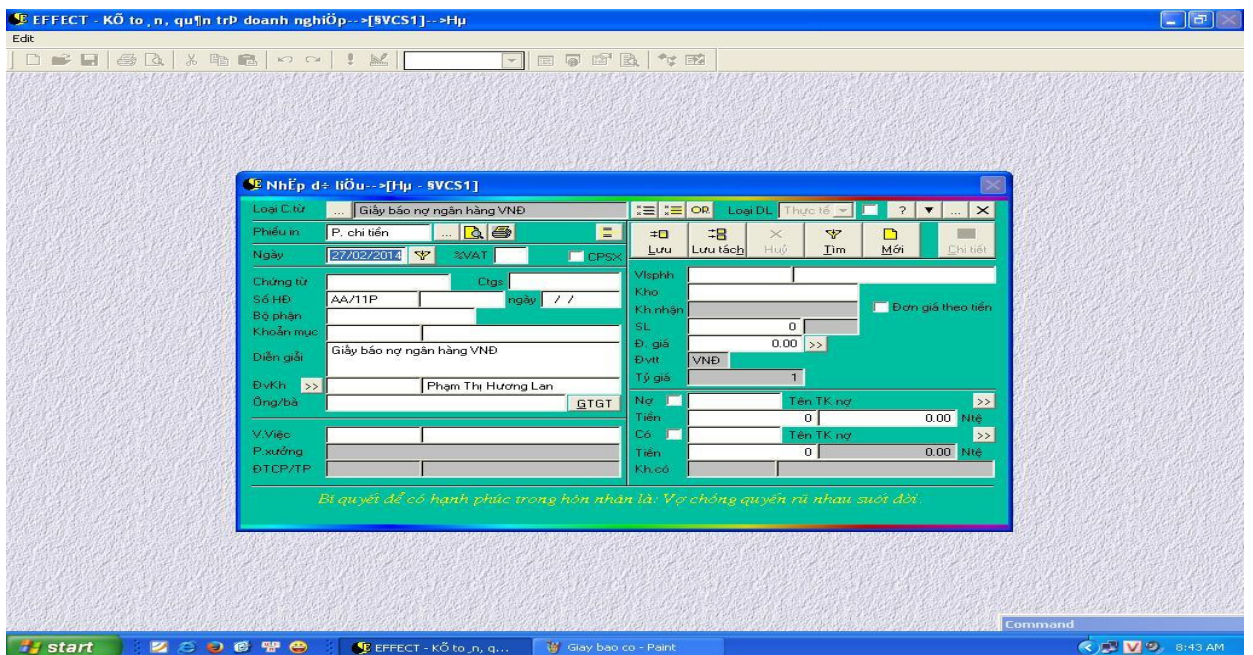 EFFECT - KÕ to¸n, qu¶n trÞ doanh nghiÖp-->[§VCS1]-->Hµ
Edit
NhËp d÷ liÖu-->[Hµ - §VCS1]
Loại C.từ ... Giấy báo nợ ngân hàng VNĐ OR Loại DL Thực tế ? ...
Phiếu in P. chi tiền ...
Lưu Lưu tách Huỷ Tìm Mới Chi tiết
Ngày 27/02/2014 %VAT CPSX
Chứng từ Ctgs
Số HĐ AA/11P ngày / /
Bộ phận
Khoản mục
Diễn giải Giấy báo nợ ngân hàng VNĐ
ĐvKh >> Phạm Thị Hương Lan
Ông/bà GTGT
V.Việc
P.xưởng
ĐTCP/TP
Vlsphh
Kho
Kh.nhận Đơn giá theo tiền
SL 0
Đ. giá 0.00 >>
Đvtt VNĐ
Tỷ giá 1
Nợ Tên TK nợ >>
Tiền 0 0.00 Ntệ
Có Tên TK nợ >>
Tiền 0 0.00 Ntệ
Kh.có
Bí quyết để có hạnh phúc trong hôn nhân là: Vợ chồng quyến rũ nhau suốt đời.
Command
start EFFECT - KÕ to¸n, q... Giay bao co - Paint 8:43 AM